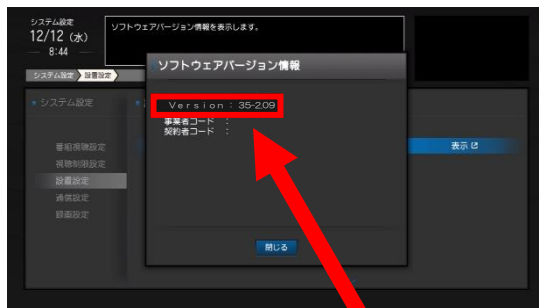 システム設定
12/12 (水)
8:44
ソフトウェアバージョン情報を表示します。
システム設定
設置設定
ソフトウェアバージョン情報
システム設定
Version : 35-2.09
事業者コード :
契約者コード :
番組視聴設定
視聴制限設定
設置設定
通信設定
録画設定
表示
閉じる